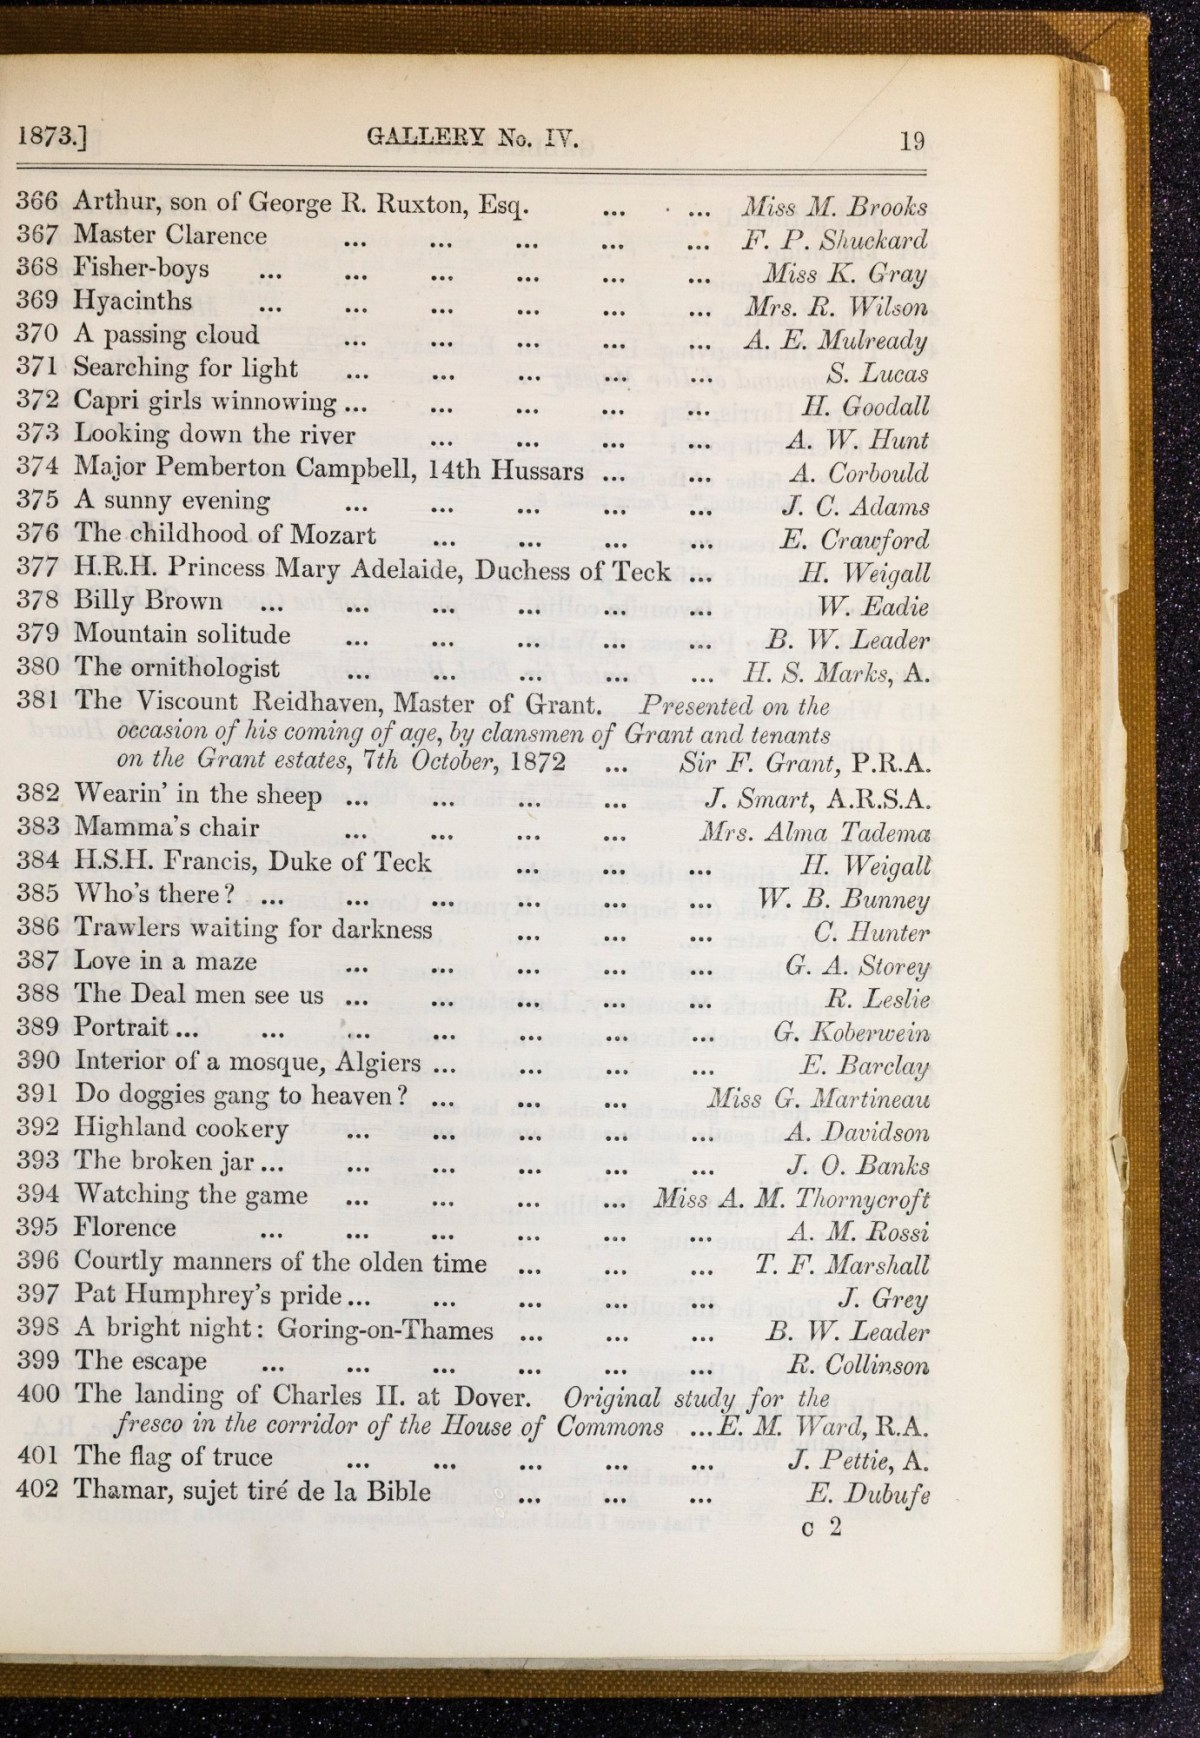 1873.] GALLERY No. IV. 19
366 Arthur, son of George R. Ruxton, Esq. ... ... Miss M. Brooks
367 Master Clarence ... ... ... ... ... F. P. Shuckard
368 Fisher-boys ... ... ... ... ... ... Miss K. Gray
369 Hyacinths ... ... ... ... ... ... Mrs. R. Wilson
370 A passing cloud ... ... ... ... ... A. E. Mulready
371 Searching for light ... ... ... ... ... S. Lucas
372 Capri girls winnowing ... ... ... ... ... H. Goodall
373 Looking down the river ... ... ... ... A. W. Hunt
374 Major Pemberton Campbell, 14th Hussars ... ... A. Corbould
375 A sunny evening ... ... ... ... ... J. C. Adams
376 The childhood of Mozart ... ... ... ... E. Crawford
377 H.R.H. Princess Mary Adelaide, Duchess of Teck ... H. Weigall
378 Billy Brown ... ... ... ... ... ... W. Eadie
379 Mountain solitude ... ... ... ... ... B. W. Leader
380 The ornithologist ... ... ... ... ... H. S. Marks, A.
381 The Viscount Reidhaven, Master of Grant. Presented on the
occasion of his coming of age, by clansmen of Grant and tenants
on the Grant estates, 7th October, 1872 ... Sir F. Grant, P.R.A.
382 Wearin' in the sheep ... ... ... ... J. Smart, A.R.S.A.
383 Mamma's chair ... ... ... ... Mrs. Alma Tadema
384 H.S.H. Francis, Duke of Teck ... ... ... H. Weigall
385 Who's there? ... ... ... ... ... ... W. B. Bunney
386 Trawlers waiting for darkness ... ... ... C. Hunter
387 Love in a maze ... ... ... ... ... G. A. Storey
388 The Deal men see us ... ... ... ... ... R. Leslie
389 Portrait ... ... ... ... ... ... ... G. Koberwein
390 Interior of a mosque, Algiers ... ... ... ... E. Barclay
391 Do doggies gang to heaven? ... ... ... Miss G. Martineau
392 Highland cookery ... ... ... ... ... A. Davidson
393 The broken jar ... ... ... ... ... ... J. O. Banks
394 Watching the game ... ... ... ... Miss A. M. Thornycroft
395 Florence ... ... ... ... ... ... A. M. Rossi
396 Courtly manners of the olden time ... ... ... T. F. Marshall
397 Pat Humphrey's pride ... ... ... ... ... J. Grey
398 A bright night: Goring-on-Thames ... ... ... B. W. Leader
399 The escape ... ... ... ... ... ... R. Collinson
400 The landing of Charles II. at Dover. Original study for the
fresco in the corridor of the House of Commons ... E. M. Ward, R.A.
401 The flag of truce ... ... ... ... ... J. Pettie, A.
402 Thamar, sujet tiré de la Bible ... ... ... E. Dubufe
C 2